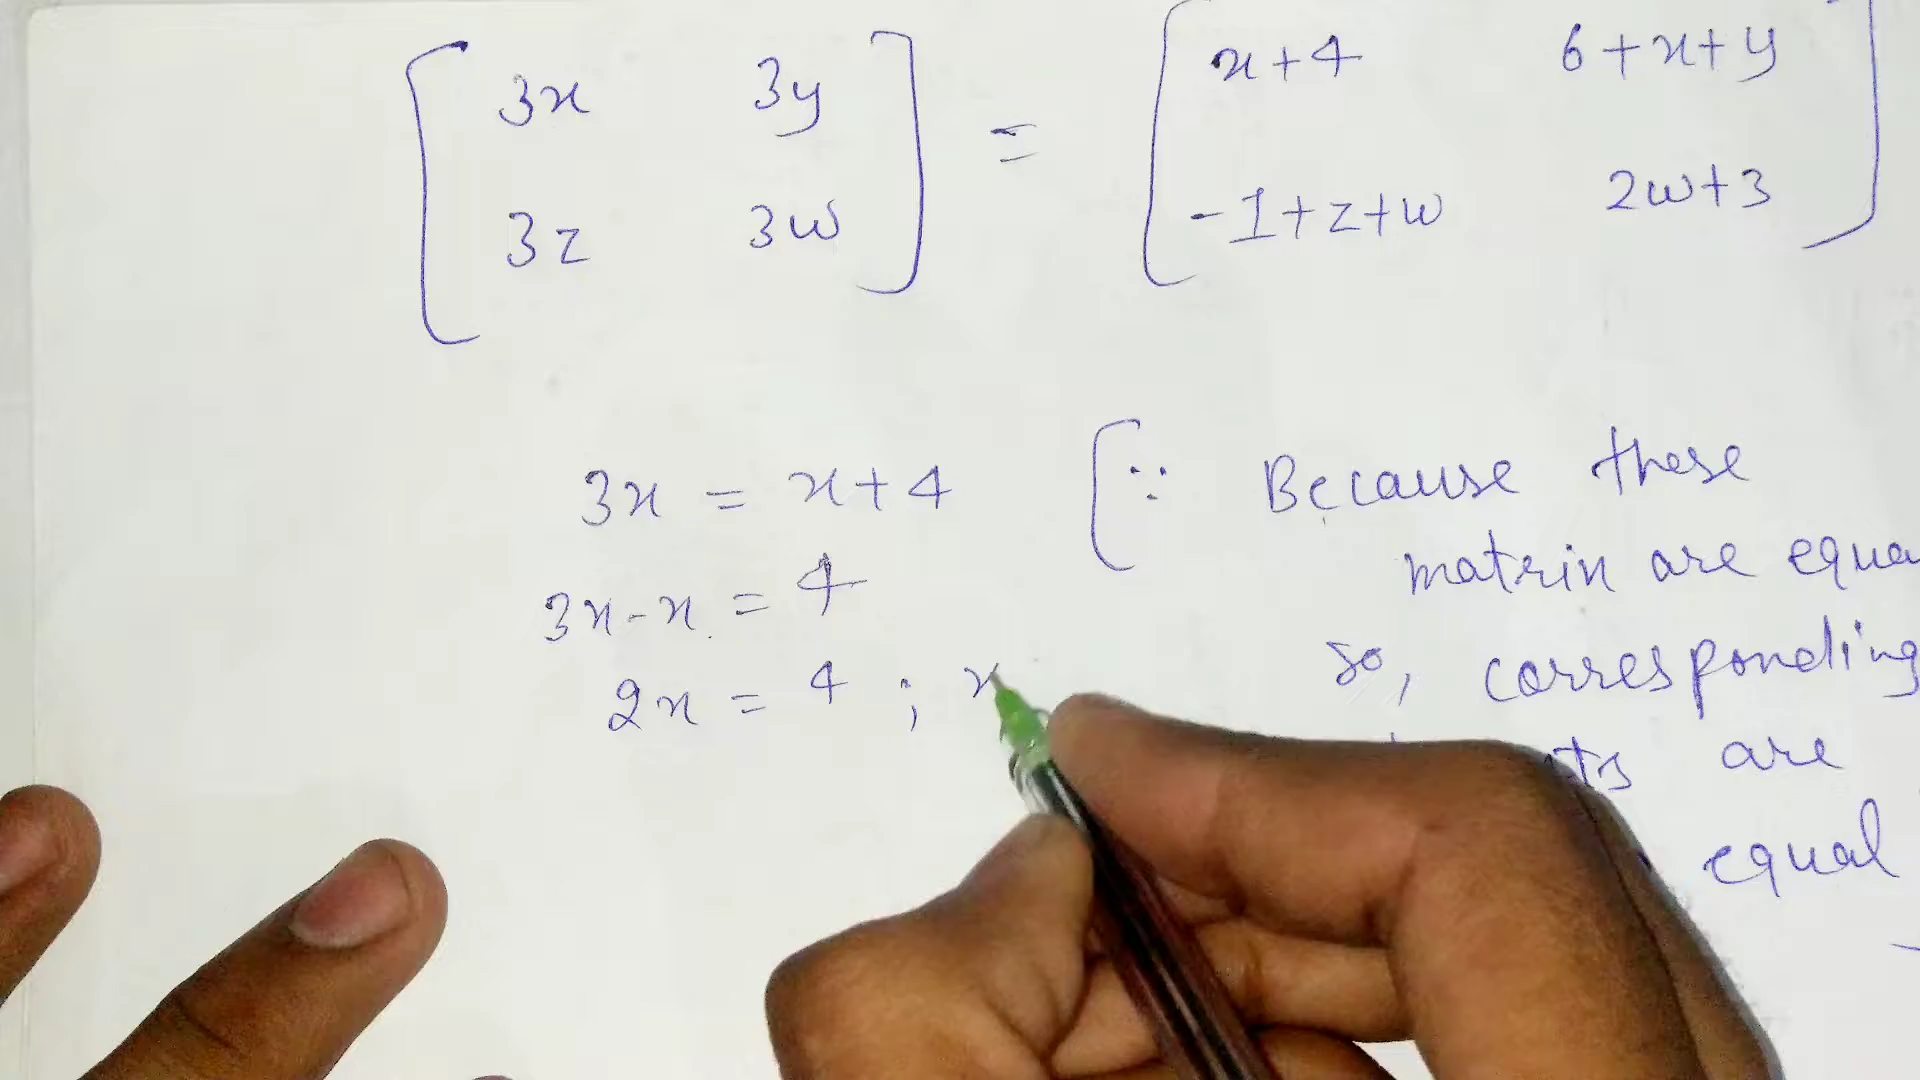 [3x 3y] = [x+4 6+x+y]
[3z 3w] [-1+z+w 2w+3]
3x = x+4 [∵ Because these
3x-x = 4 matrix are equa
2x = 4 ; x so, corresponding
ts are
equal